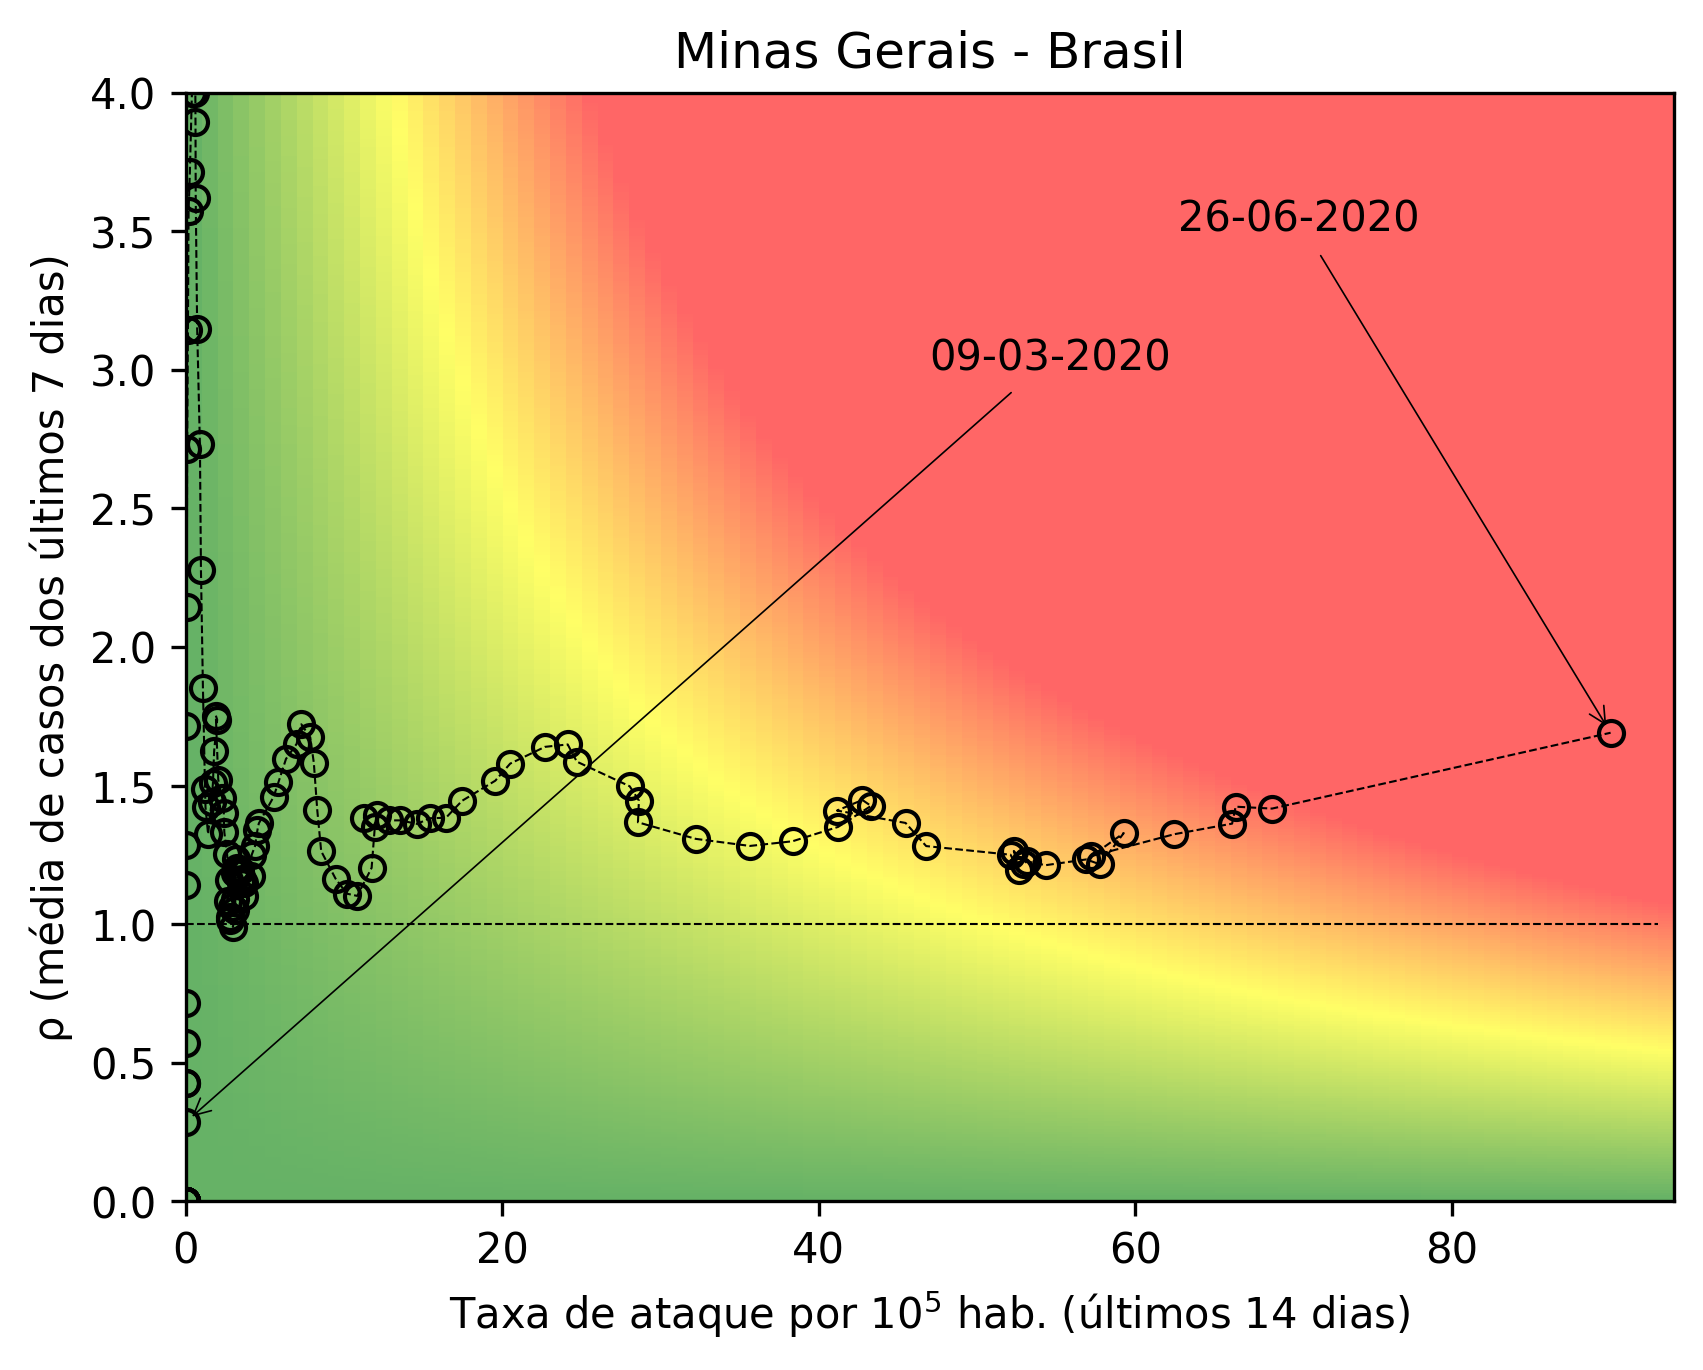 Minas Gerais - Brasil
4.0
3.5
3.0
2.5
2.0
1.5
1.0
0.5
0.0
ρ (média de casos dos últimos 7 dias)
26-06-2020
09-03-2020
0 20 40 60 80
Taxa de ataque por 10⁵ hab. (últimos 14 dias)